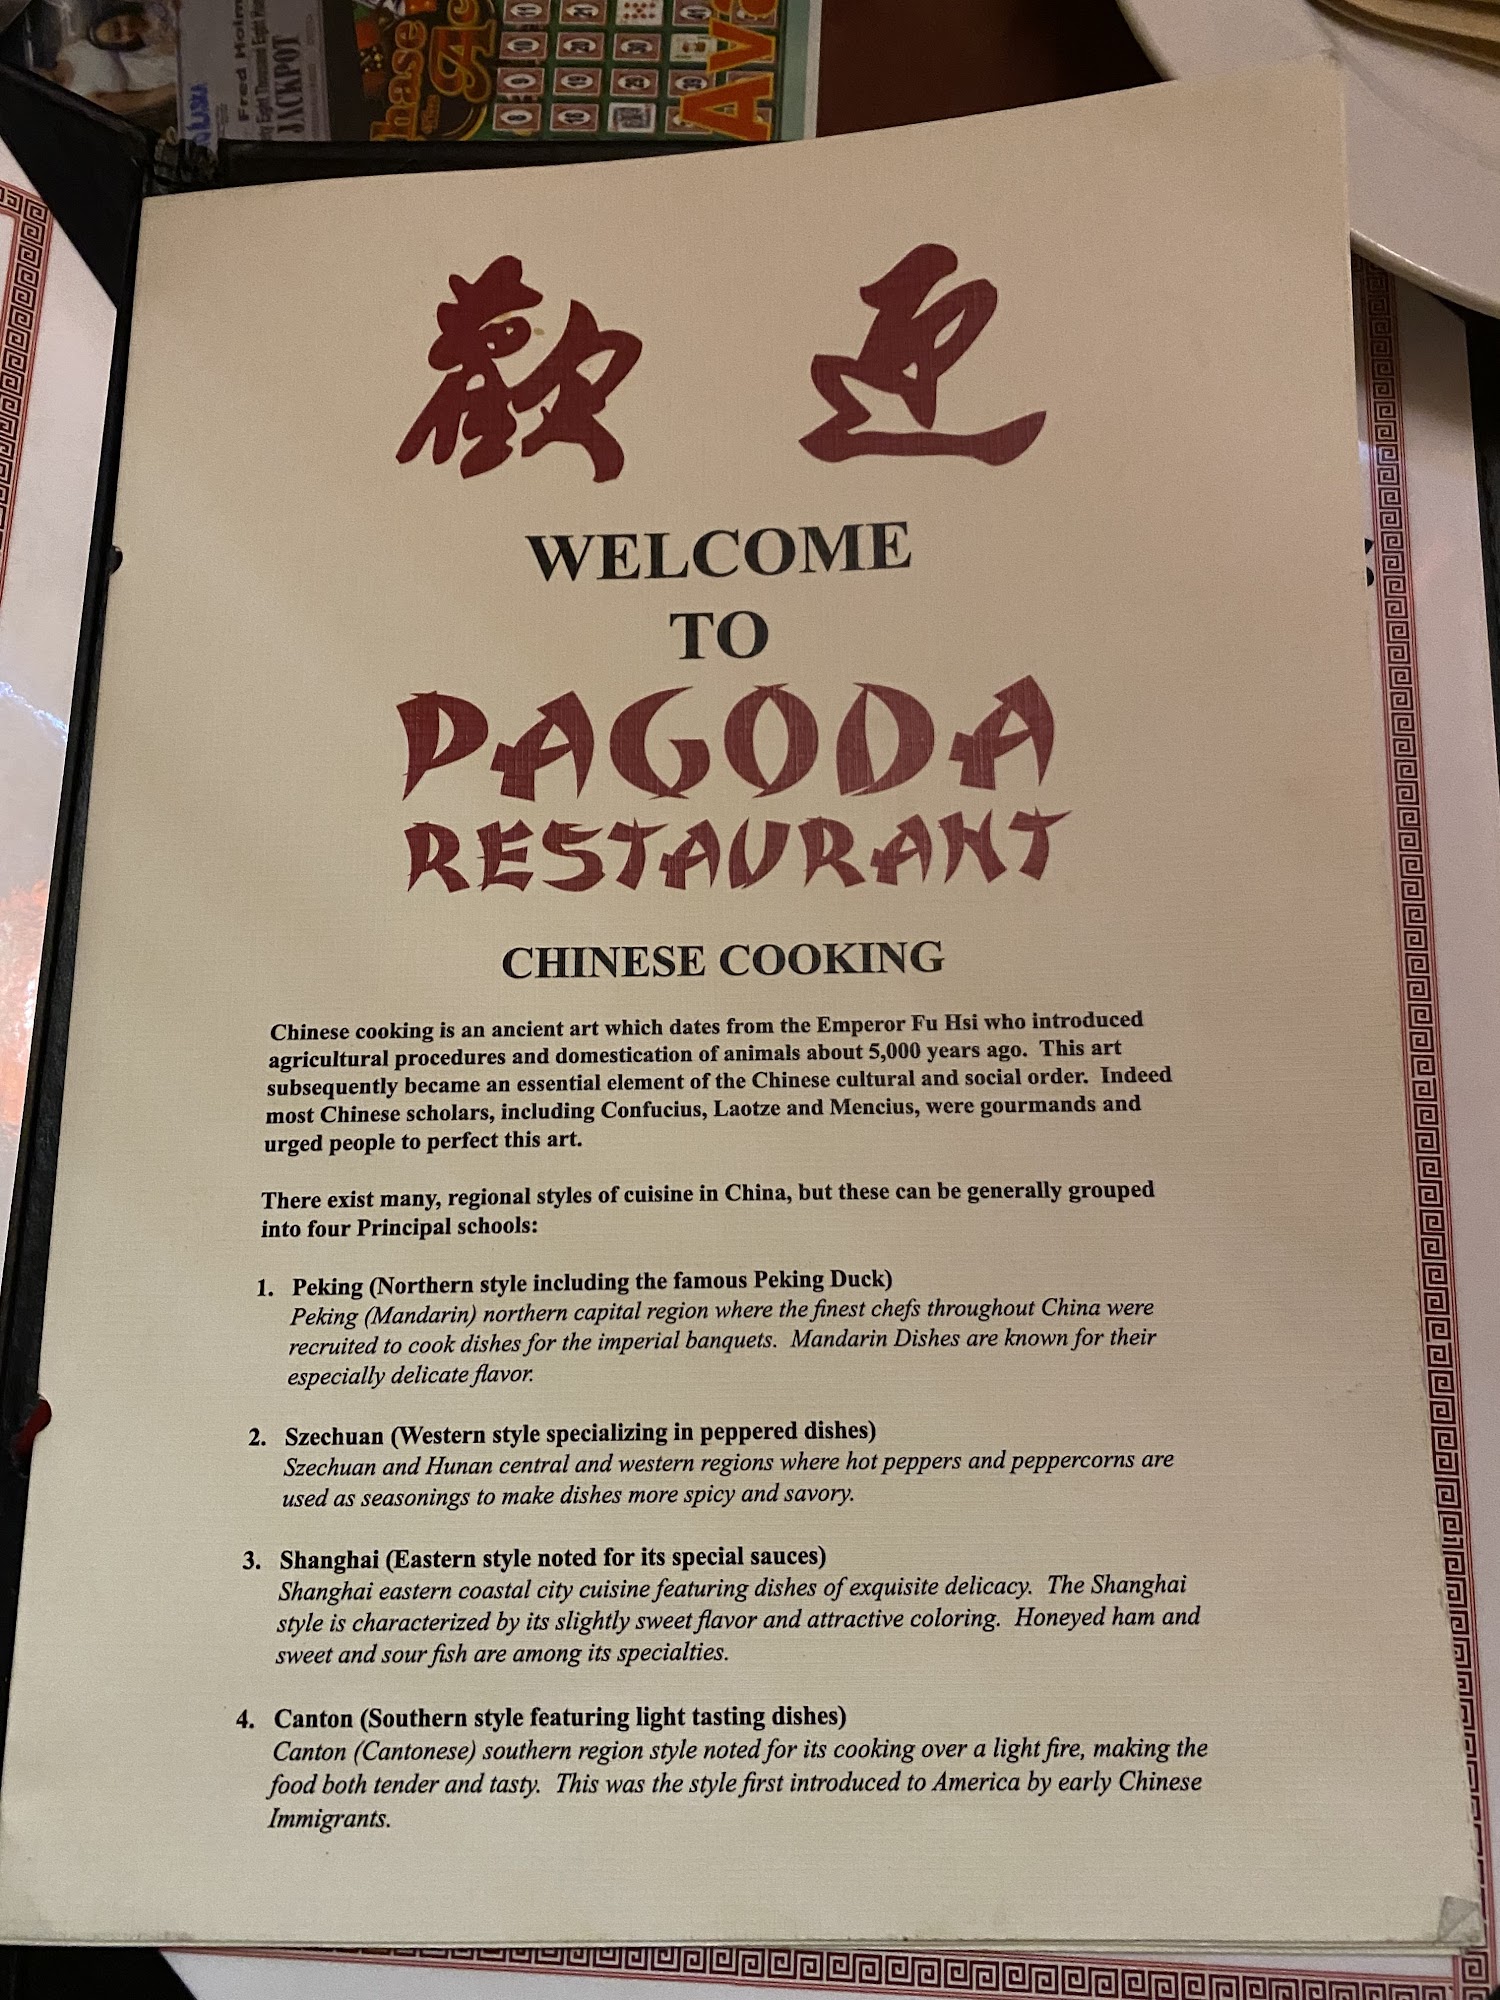 Fred Hoim
JACKPOT
歡 迎
WELCOME
TO
PAGODA
RESTAURANT
CHINESE COOKING
Chinese cooking is an ancient art which dates from the Emperor Fu Hsi who introduced
agricultural procedures and domestication of animals about 5,000 years ago. This art
subsequently became an essential element of the Chinese cultural and social order. Indeed
most Chinese scholars, including Confucius, Laotze and Mencius, were gourmands and
urged people to perfect this art.
There exist many, regional styles of cuisine in China, but these can be generally grouped
into four Principal schools:
1. Peking (Northern style including the famous Peking Duck)
Peking (Mandarin) northern capital region where the finest chefs throughout China were
recruited to cook dishes for the imperial banquets. Mandarin Dishes are known for their
especially delicate flavor.
2. Szechuan (Western style specializing in peppered dishes)
Szechuan and Hunan central and western regions where hot peppers and peppercorns are
used as seasonings to make dishes more spicy and savory.
3. Shanghai (Eastern style noted for its special sauces)
Shanghai eastern coastal city cuisine featuring dishes of exquisite delicacy. The Shanghai
style is characterized by its slightly sweet flavor and attractive coloring. Honeyed ham and
sweet and sour fish are among its specialties.
4. Canton (Southern style featuring light tasting dishes)
Canton (Cantonese) southern region style noted for its cooking over a light fire, making the
food both tender and tasty. This was the style first introduced to America by early Chinese
Immigrants.